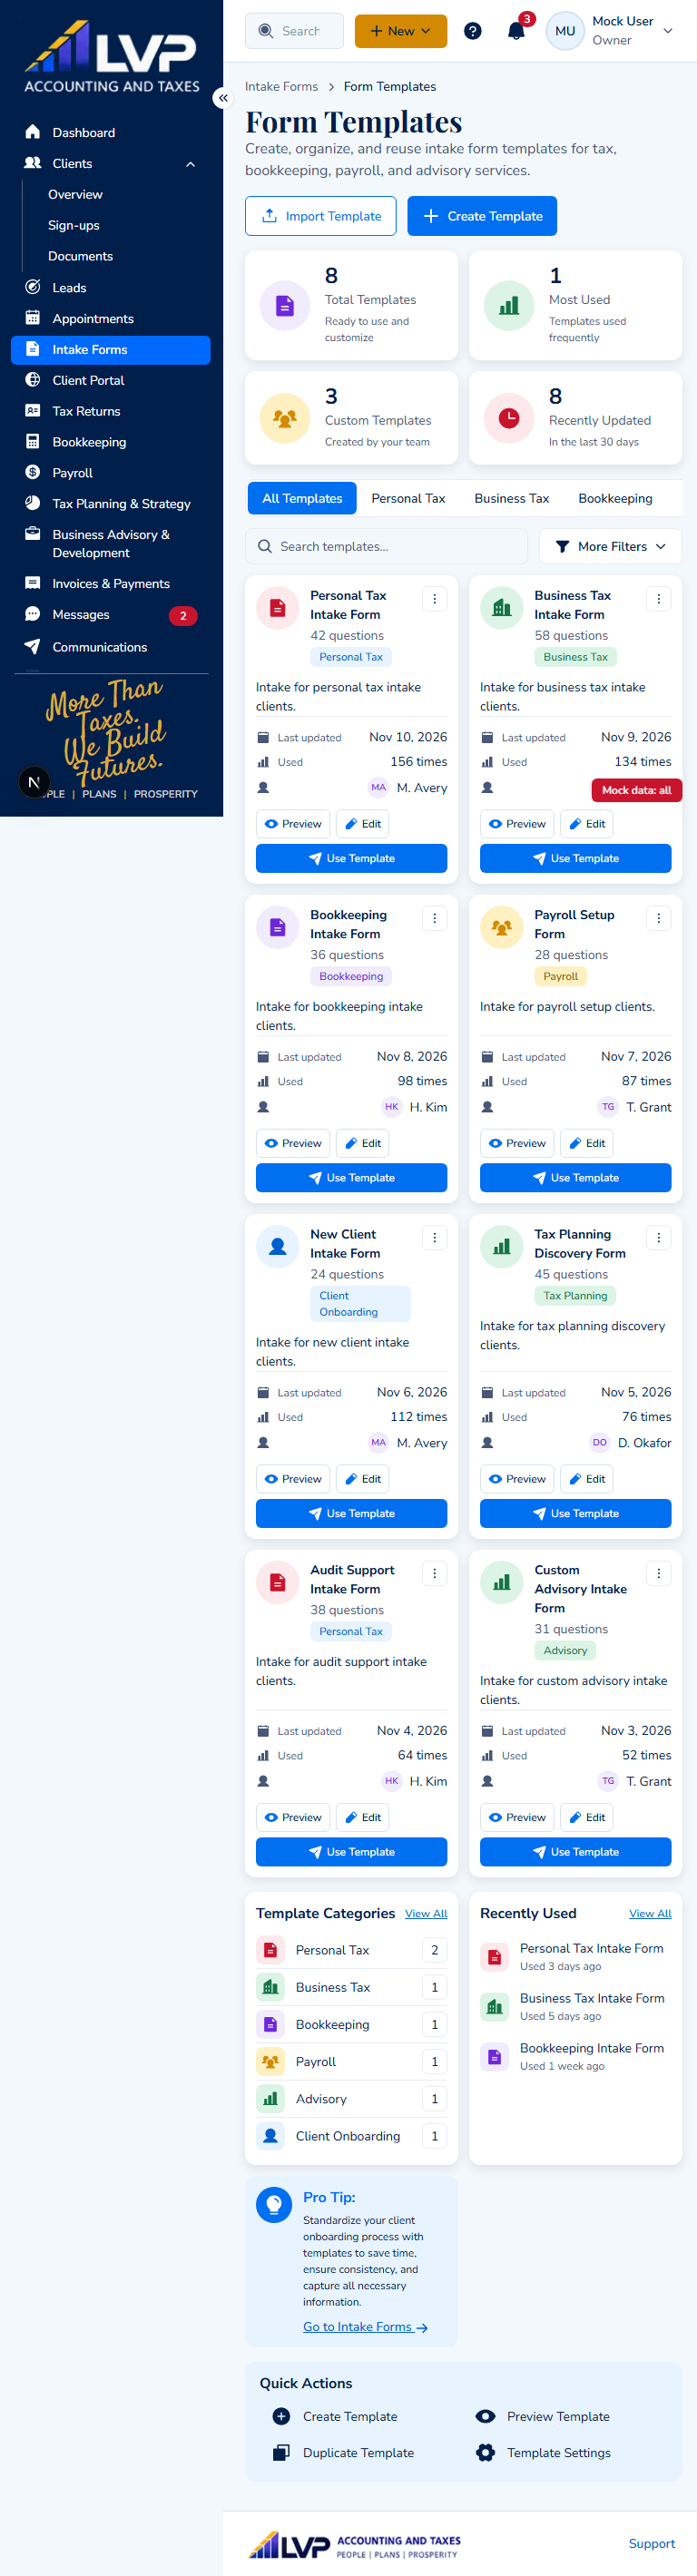 LVP
ACCOUNTING AND TAXES
Dashboard
Clients
Overview
Sign-ups
Documents
Leads
Appointments
Intake Forms
Client Portal
Tax Returns
Bookkeeping
Payroll
Tax Planning & Strategy
Business Advisory &
Development
Invoices & Payments
Messages
2
Communications
More Than
Taxes.
We Build
Futures.
PLE | PLANS | PROSPERITY
N
Search
New
?
3
MU
Mock User
Owner
Intake Forms > Form Templates
Form Templates
Create, organize, and reuse intake form templates for tax,
bookkeeping, payroll, and advisory services.
Import Template
Create Template
8
Total Templates
Ready to use and
customize
1
Most Used
Templates used
frequently
3
Custom Templates
Created by your team
8
Recently Updated
In the last 30 days
All Templates
Personal Tax
Business Tax
Bookkeeping
Search templates...
More Filters
Personal Tax
Intake Form
42 questions
Personal Tax
Intake for personal tax intake
clients.
Last updated Nov 10, 2026
Used 156 times
MA M. Avery
Preview Edit
Use Template
Business Tax
Intake Form
58 questions
Business Tax
Intake for business tax intake
clients.
Last updated Nov 9, 2026
Used 134 times
Mock data: all
Preview Edit
Use Template
Bookkeeping
Intake Form
36 questions
Bookkeeping
Intake for bookkeeping intake
clients.
Last updated Nov 8, 2026
Used 98 times
HK H. Kim
Preview Edit
Use Template
Payroll Setup
Form
28 questions
Payroll
Intake for payroll setup clients.
Last updated Nov 7, 2026
Used 87 times
TG T. Grant
Preview Edit
Use Template
New Client
Intake Form
24 questions
Client
Onboarding
Intake for new client intake
clients.
Last updated Nov 6, 2026
Used 112 times
MA M. Avery
Preview Edit
Use Template
Tax Planning
Discovery Form
45 questions
Tax Planning
Intake for tax planning discovery
clients.
Last updated Nov 5, 2026
Used 76 times
DO D. Okafor
Preview Edit
Use Template
Audit Support
Intake Form
38 questions
Personal Tax
Intake for audit support intake
clients.
Last updated Nov 4, 2026
Used 64 times
HK H. Kim
Preview Edit
Use Template
Custom
Advisory Intake
Form
31 questions
Advisory
Intake for custom advisory intake
clients.
Last updated Nov 3, 2026
Used 52 times
TG T. Grant
Preview Edit
Use Template
Template Categories View All
Personal Tax 2
Business Tax 1
Bookkeeping 1
Payroll 1
Advisory 1
Client Onboarding 1
Recently Used View All
Personal Tax Intake Form
Used 3 days ago
Business Tax Intake Form
Used 5 days ago
Bookkeeping Intake Form
Used 1 week ago
Pro Tip:
Standardize your client
onboarding process with
templates to save time,
ensure consistency, and
capture all necessary
information.
Go to Intake Forms →
Quick Actions
Create Template
Preview Template
Duplicate Template
Template Settings
LVP ACCOUNTING AND TAXES
PEOPLE | PLANS | PROSPERITY
Support